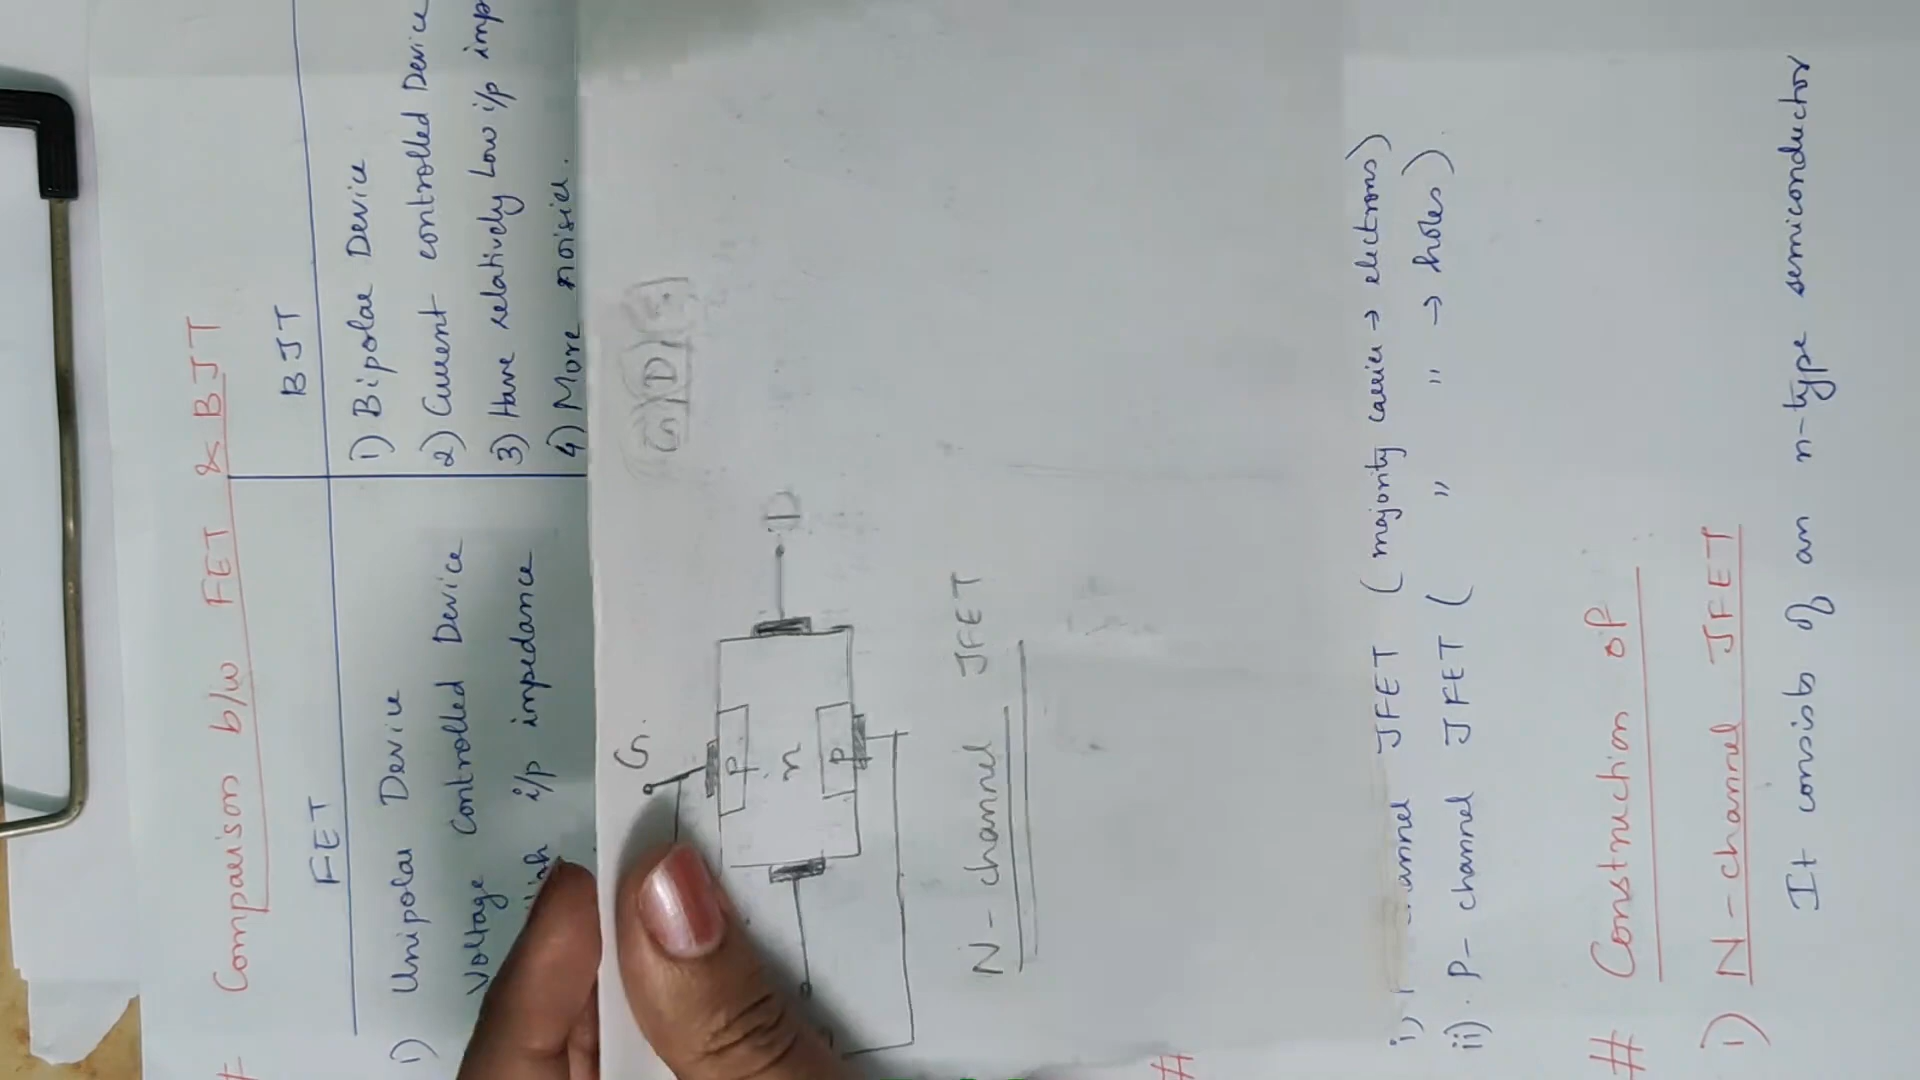 # Comparison b/w FET & BJT
FET
BJT
1) Unipolar Device
Voltage Controlled Device
i/p impedance
1) Bipolar Device
2) Current controlled Device
3) Have relatively Low i/p imp
4) More noisier.
G D S
G
D
P
n
P
N - channel JFET
#
i) JFET ( majority carrier → electrons)
ii). P - channel JFET ( " " → holes).
# Construction of
i) N - channel JFET
It consists of an n-type semiconductor